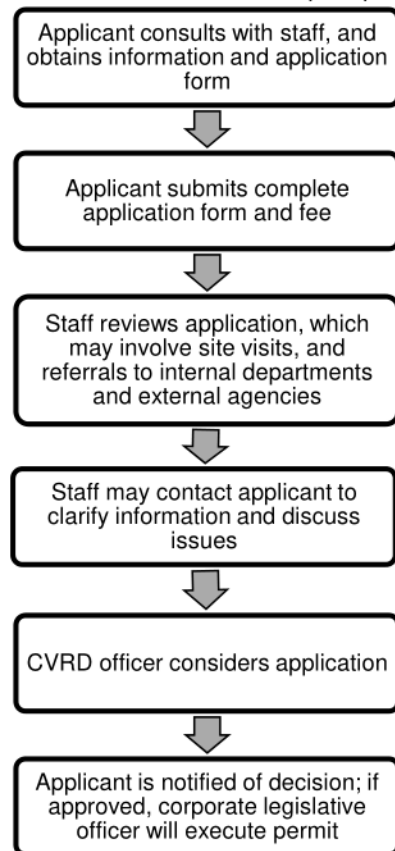 Applicant consults with staff, and
obtains information and application
form
Applicant submits complete
application form and fee
Staff reviews application, which
may involve site visits, and
referrals to internal departments
and external agencies
Staff may contact applicant to
clarify information and discuss
issues
CVRD officer considers application
Applicant is notified of decision; if
approved, corporate legislative
officer will execute permit